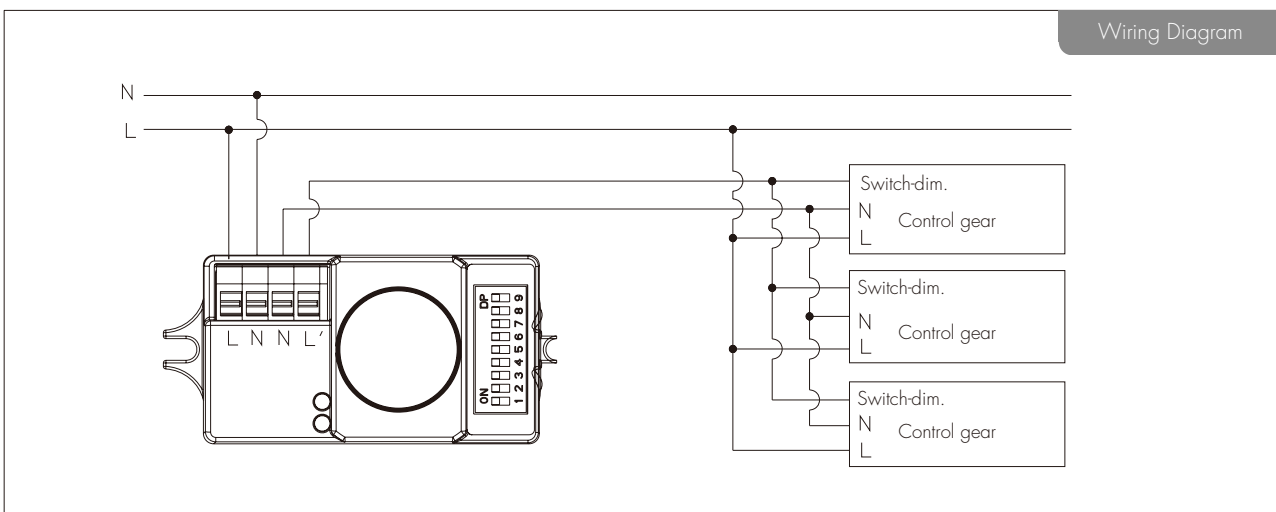 Wiring Diagram
N
L
Switch-dim.
N
Control gear
L
Switch-dim.
N
Control gear
L
Switch-dim.
N
Control gear
L
L N N L′
ON DP
1 2 3 4 5 6 7 8 9